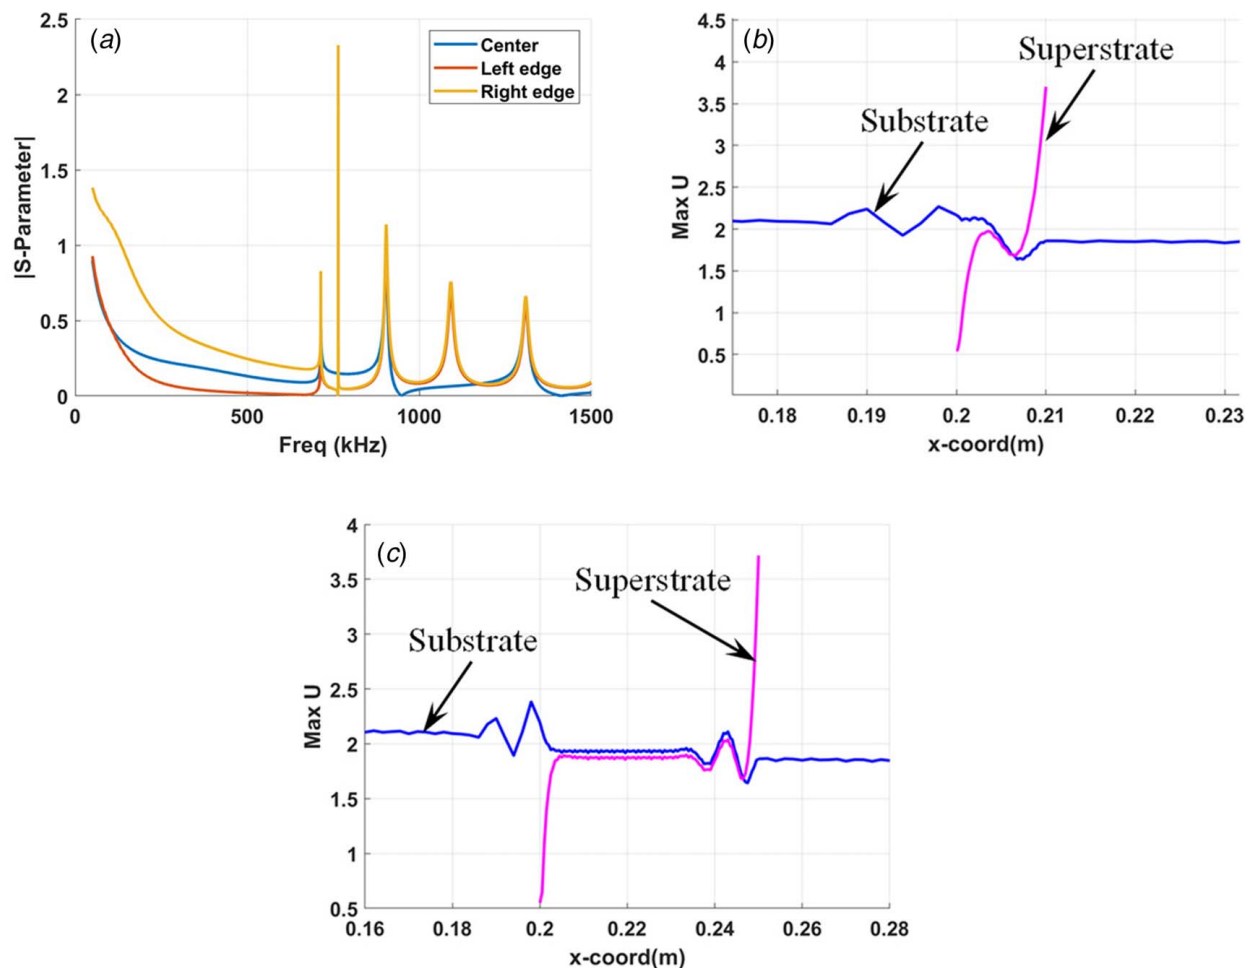 (a)
2.5
2
1.5
1
0.5
0
|S-Parameter|
Center
Left edge
Right edge
0 500 1000 1500
Freq (kHz)
(b)
4.5
4
3.5
3
2.5
2
1.5
1
0.5
Max U
Superstrate
Substrate
0.18 0.19 0.2 0.21 0.22 0.23
x-coord(m)
(c)
4
3.5
3
2.5
2
1.5
1
0.5
Max U
Superstrate
Substrate
0.16 0.18 0.2 0.22 0.24 0.26 0.28
x-coord(m)